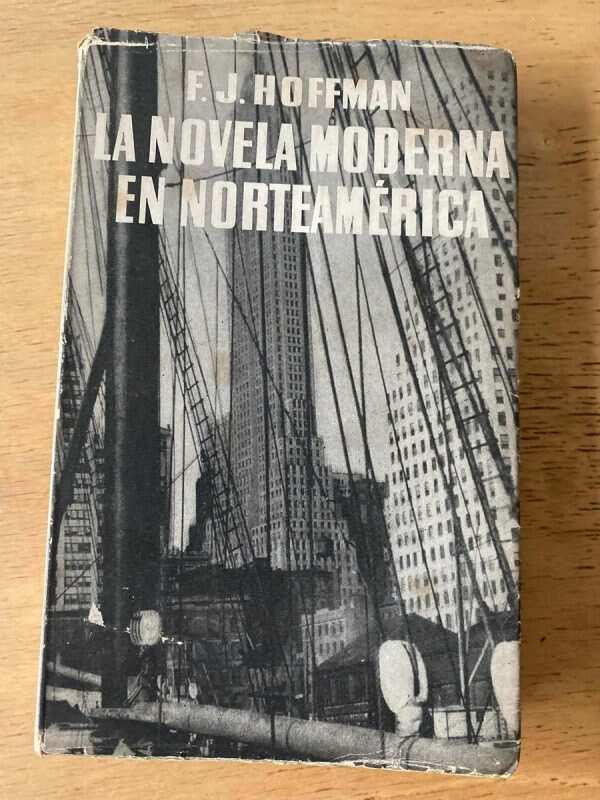 F. J. HOFFMAN
LA NOVELA MODERNA
EN NORTEAMÉRICA